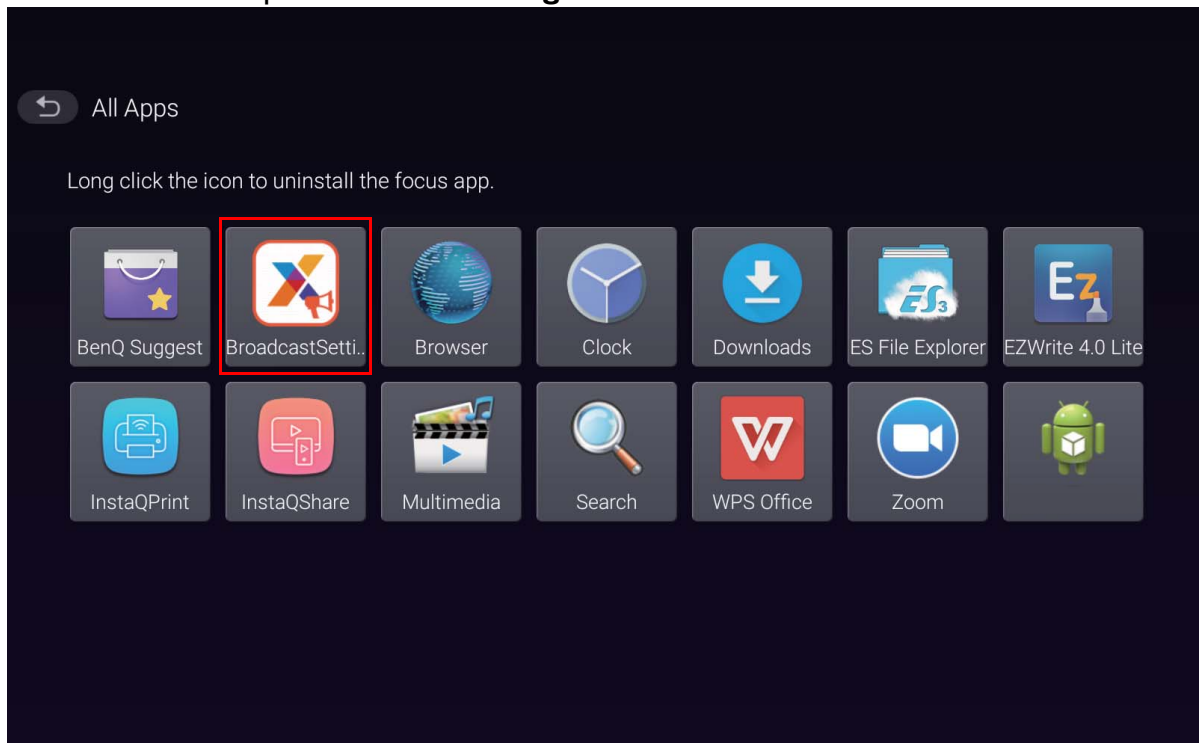 All Apps
Long click the icon to uninstall the focus app.
BenQ Suggest BroadcastSetti.. Browser Clock Downloads ES File Explorer EZWrite 4.0 Lite
InstaQPrint InstaQShare Multimedia Search WPS Office Zoom